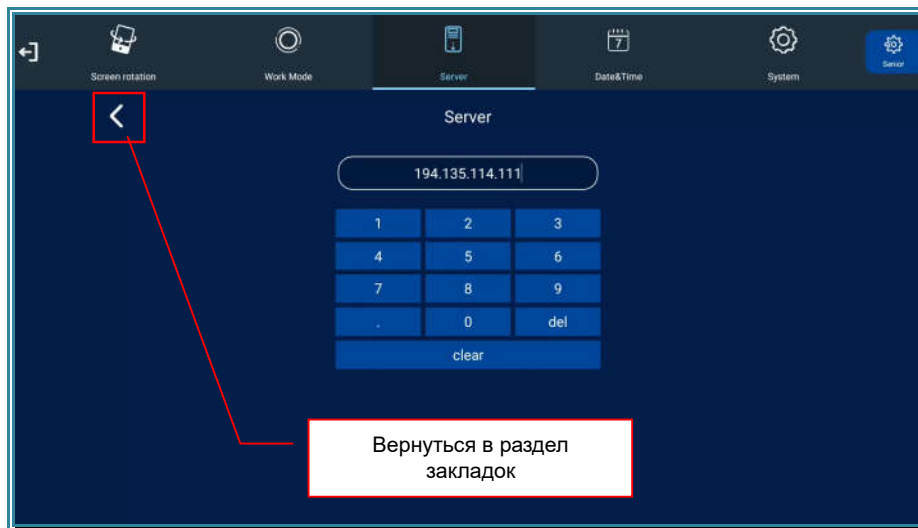 Screen rotation
Work Mode
Server
7
Date&Time
System
Senior
Server
194.135.114.111
1 2 3
4 5 6
7 8 9
. 0 del
clear
Вернуться в раздел
закладок